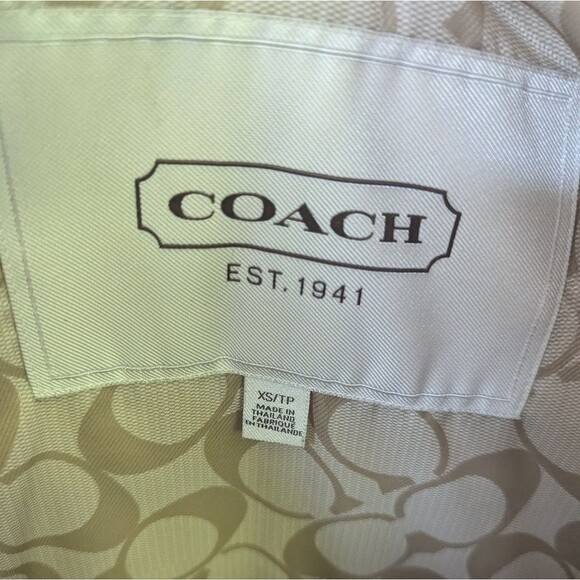 COACH
EST. 1941
XS/TP
MADE IN
THAILAND
FABRIQUE
EN THAILANDE